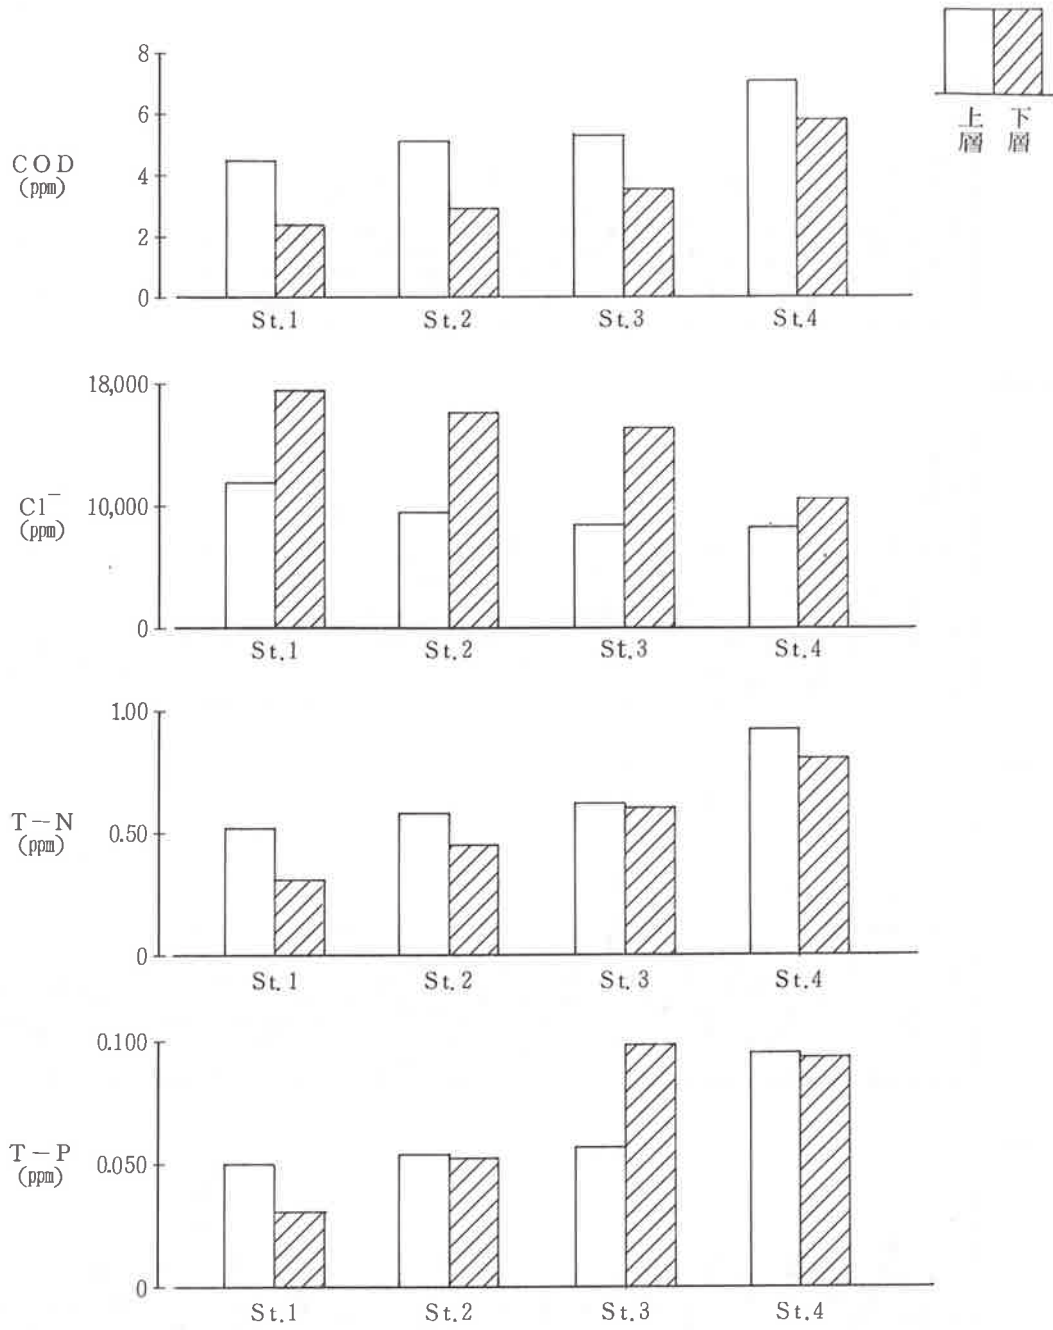 上層 下層
8
6
COD
(ppm)
4
2
0
St.1 St.2 St.3 St.4
18,000
Cl⁻ 10,000
(ppm)
0
St.1 St.2 St.3 St.4
1.00
T-N 0.50
(ppm)
0
St.1 St.2 St.3 St.4
0.100
T-P 0.050
(ppm)
0
St.1 St.2 St.3 St.4